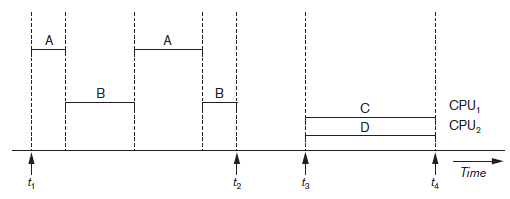 A A
B B
C CPU₁
D CPU₂
t₁ t₂ t₃ t₄ Time